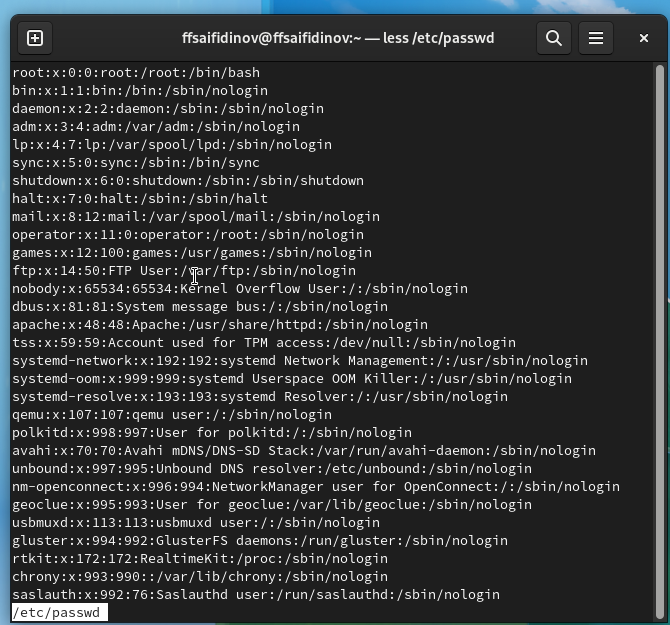 ffsaifidinov@ffsaifidinov:~ — less /etc/passwd
root:x:0:0:root:/root:/bin/bash
bin:x:1:1:bin:/bin:/sbin/nologin
daemon:x:2:2:daemon:/sbin:/sbin/nologin
adm:x:3:4:adm:/var/adm:/sbin/nologin
lp:x:4:7:lp:/var/spool/lpd:/sbin/nologin
sync:x:5:0:sync:/sbin:/bin/sync
shutdown:x:6:0:shutdown:/sbin:/sbin/shutdown
halt:x:7:0:halt:/sbin:/sbin/halt
mail:x:8:12:mail:/var/spool/mail:/sbin/nologin
operator:x:11:0:operator:/root:/sbin/nologin
games:x:12:100:games:/usr/games:/sbin/nologin
ftp:x:14:50:FTP User:/var/ftp:/sbin/nologin
nobody:x:65534:65534:Kernel Overflow User:/:/sbin/nologin
dbus:x:81:81:System message bus:/:/sbin/nologin
apache:x:48:48:Apache:/usr/share/httpd:/sbin/nologin
tss:x:59:59:Account used for TPM access:/dev/null:/sbin/nologin
systemd-network:x:192:192:systemd Network Management:/:/usr/sbin/nologin
systemd-oom:x:999:999:systemd Userspace OOM Killer:/:/usr/sbin/nologin
systemd-resolve:x:193:193:systemd Resolver:/:/usr/sbin/nologin
qemu:x:107:107:qemu user:/:/sbin/nologin
polkitd:x:998:997:User for polkitd:/:/sbin/nologin
avahi:x:70:70:Avahi mDNS/DNS-SD Stack:/var/run/avahi-daemon:/sbin/nologin
unbound:x:997:995:Unbound DNS resolver:/etc/unbound:/sbin/nologin
nm-openconnect:x:996:994:NetworkManager user for OpenConnect:/:/sbin/nologin
geoclue:x:995:993:User for geoclue:/var/lib/geoclue:/sbin/nologin
usbmuxd:x:113:113:usbmuxd user:/:/sbin/nologin
gluster:x:994:992:GlusterFS daemons:/run/gluster:/sbin/nologin
rtkit:x:172:172:RealtimeKit:/proc:/sbin/nologin
chrony:x:993:990::/var/lib/chrony:/sbin/nologin
saslauth:x:992:76:Saslauthd user:/run/saslauthd:/sbin/nologin
/etc/passwd